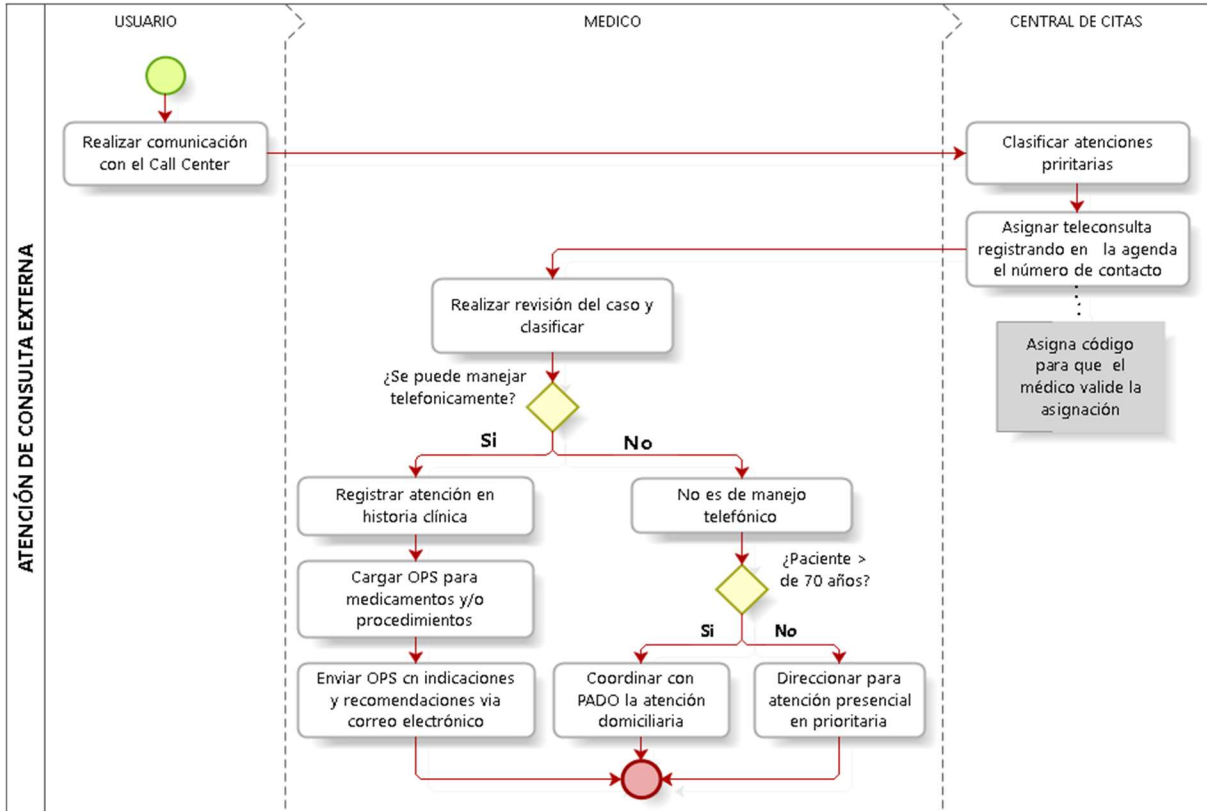 USUARIO
MEDICO
CENTRAL DE CITAS
ATENCIÓN DE CONSULTA EXTERNA
Realizar comunicación
con el Call Center
Clasificar atenciones
priritarias
Asignar teleconsulta
registrando en la agenda
el número de contacto
Asigna código
para que el
médico valide la
asignación
Realizar revisión del caso y
clasificar
¿Se puede manejar
telefonicamente?
Si
No
Registrar atención en
historia clínica
No es de manejo
telefónico
Cargar OPS para
medicamentos y/o
procedimientos
¿Paciente >
de 70 años?
Si
No
Enviar OPS cn indicaciones
y recomendaciones via
correo electrónico
Coordinar con
PADO la atención
domiciliaria
Direccionar para
atención presencial
en prioritaria